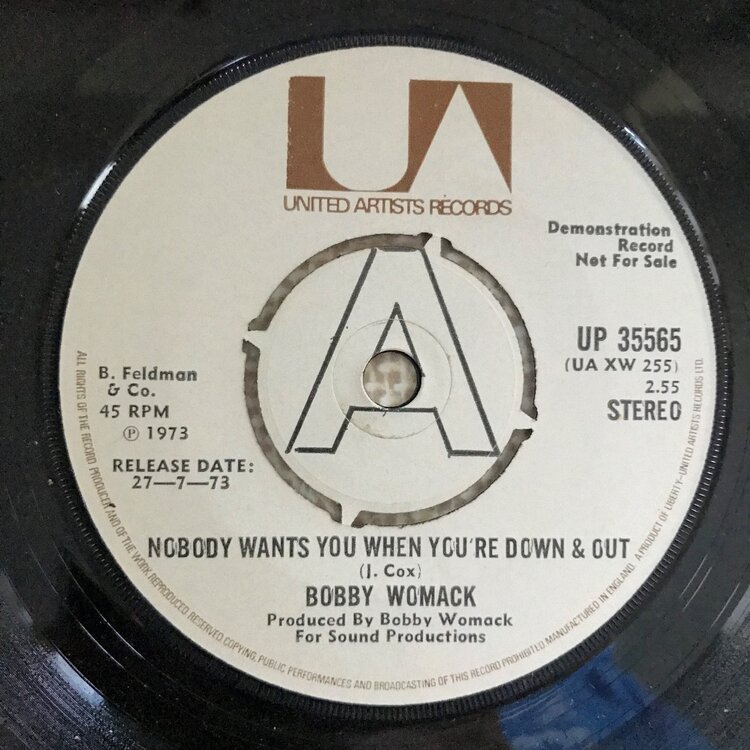 UA
UNITED ARTISTS RECORDS
Demonstration
Record
Not For Sale
A
UP 35565
(UA XW 255)
2.55
STEREO
B. Feldman
& Co.
45 RPM
Ⓟ 1973
RELEASE DATE:
27—7—73
NOBODY WANTS YOU WHEN YOU'RE DOWN & OUT
(J. Cox)
BOBBY WOMACK
Produced By Bobby Womack
For Sound Productions
ALL RIGHTS OF THE RECORD PRODUCER AND OF THE OWNER OF THE WORK REPRODUCED RESERVED COPYING, PUBLIC PERFORMANCES AND BROADCASTING OF THIS RECORD PROHIBITED. MANUFACTURED IN ENGLAND. A PRODUCT OF LIBERTY-UNITED ARTISTS RECORDS LTD.